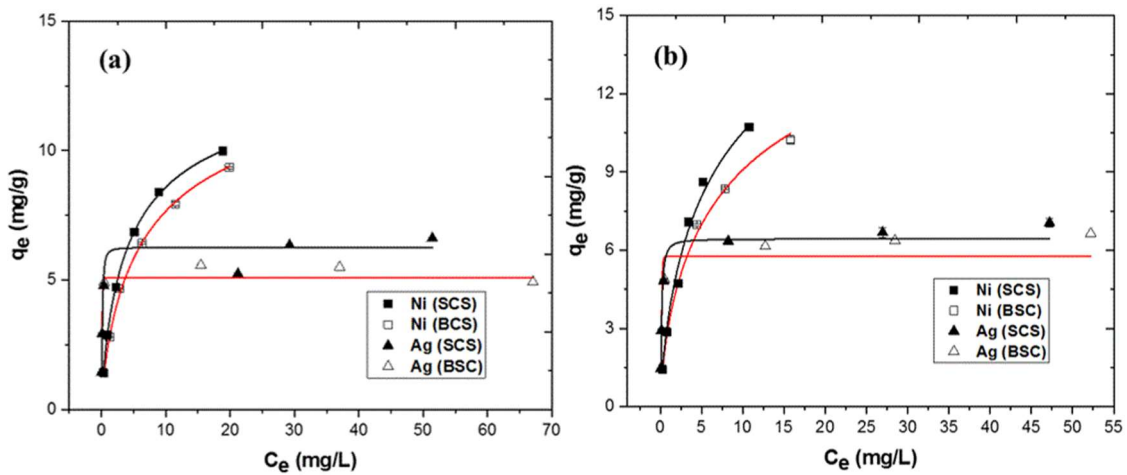 (a)
15
10
5
0
qe (mg/g)
0 10 20 30 40 50 60 70
Ce (mg/L)
Ni (SCS)
Ni (BCS)
Ag (SCS)
Ag (BSC)
(b)
15
12
9
6
3
0
qe (mg/g)
0 5 10 15 20 25 30 35 40 45 50 55
Ce (mg/L)
Ni (SCS)
Ni (BSC)
Ag (SCS)
Ag (BSC)